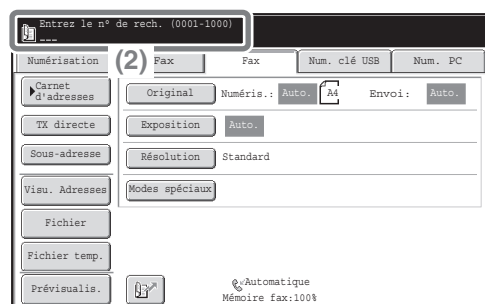 Entrez le nº de rech. (0001-1000)
---
(2)
Numérisation Fax Fax Num. clé USB Num. PC
Carnet d'adresses
Original Numéris.: Auto. A4 Envoi: Auto.
TX directe
Exposition Auto.
Sous-adresse
Résolution Standard
Visu. Adresses
Modes spéciaux
Fichier
Fichier temp.
Prévisualis.
Automatique
Mémoire fax:100%